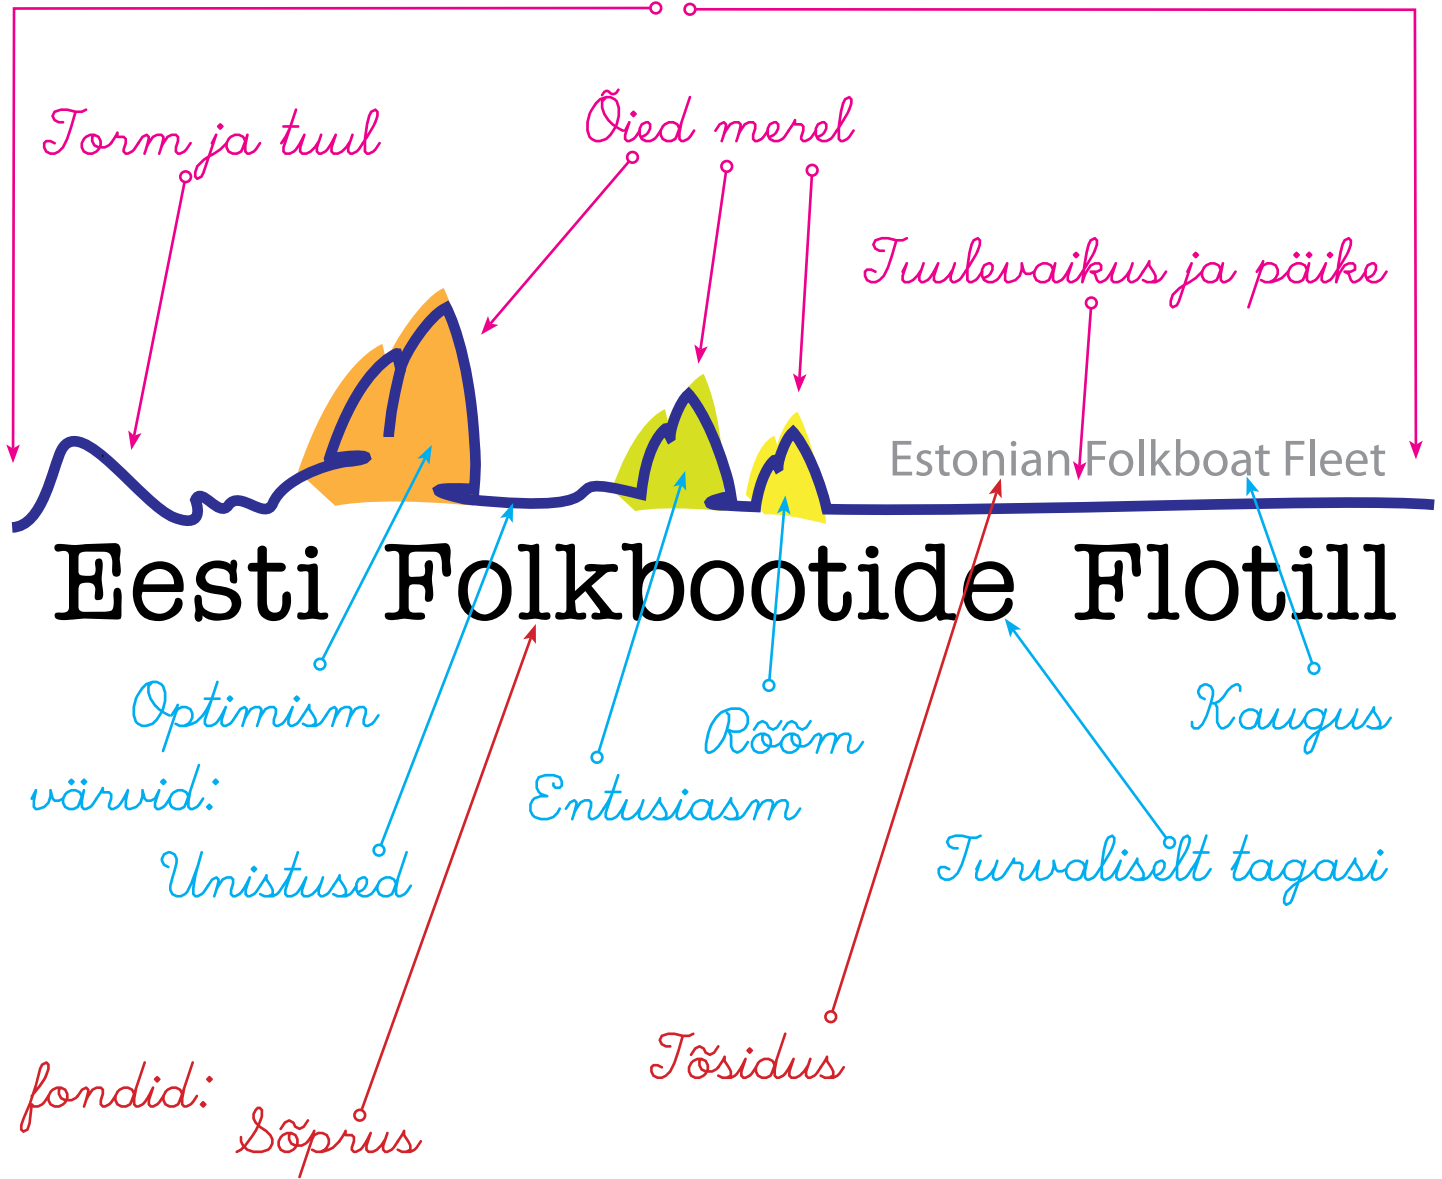 Torm ja tuul
Õied merel
Tuulevaikus ja päike
Estonian Folkboat Fleet
Eesti Folkbootide Flotill
Optimism
Rõõm
Kaugus
värvid:
Entusiasm
Unistused
Turvaliselt tagasi
Tõsidus
fondid:
Sõprus